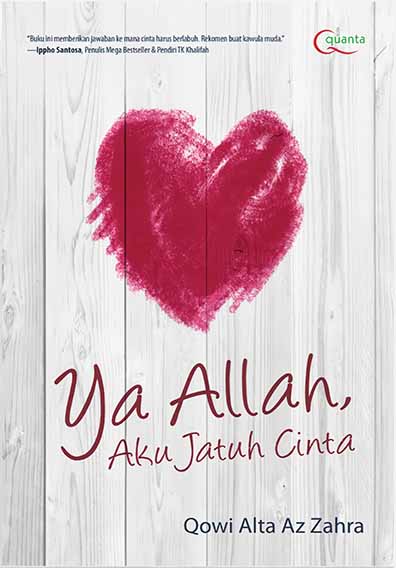 "Buku ini memberikan jawaban ke mana cinta harus berlabuh. Rekomen buat kawula muda."
—Ippho Santosa, Penulis Mega Bestseller & Pendiri TK Khalifah
quanta
Ya Allah,
Aku Jatuh Cinta
Qowi Alta Az Zahra